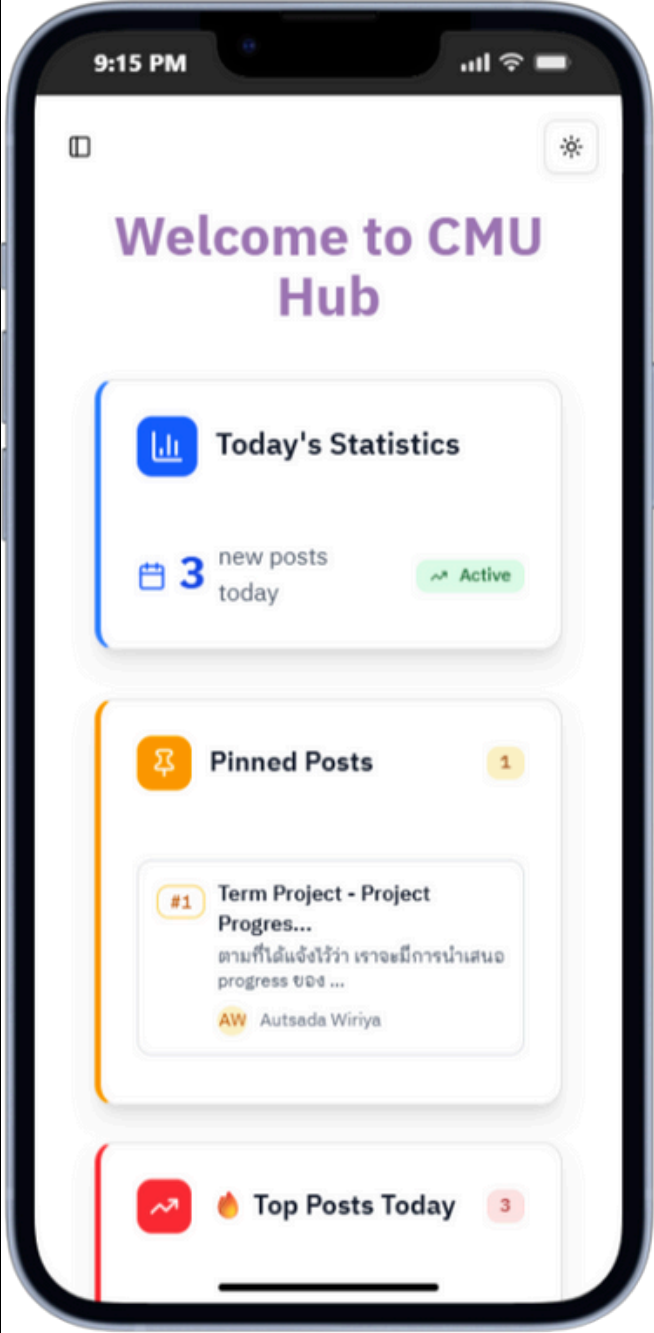 9:15 PM
Welcome to CMU
Hub
Today's Statistics
3 new posts
today
Active
Pinned Posts
1
#1
Term Project - Project
Progres...
ตามที่ได้แจ้งไว้ว่า เราจะมีการนำเสนอ
progress ของ ...
AW Autsada Wiriya
🔥 Top Posts Today
3